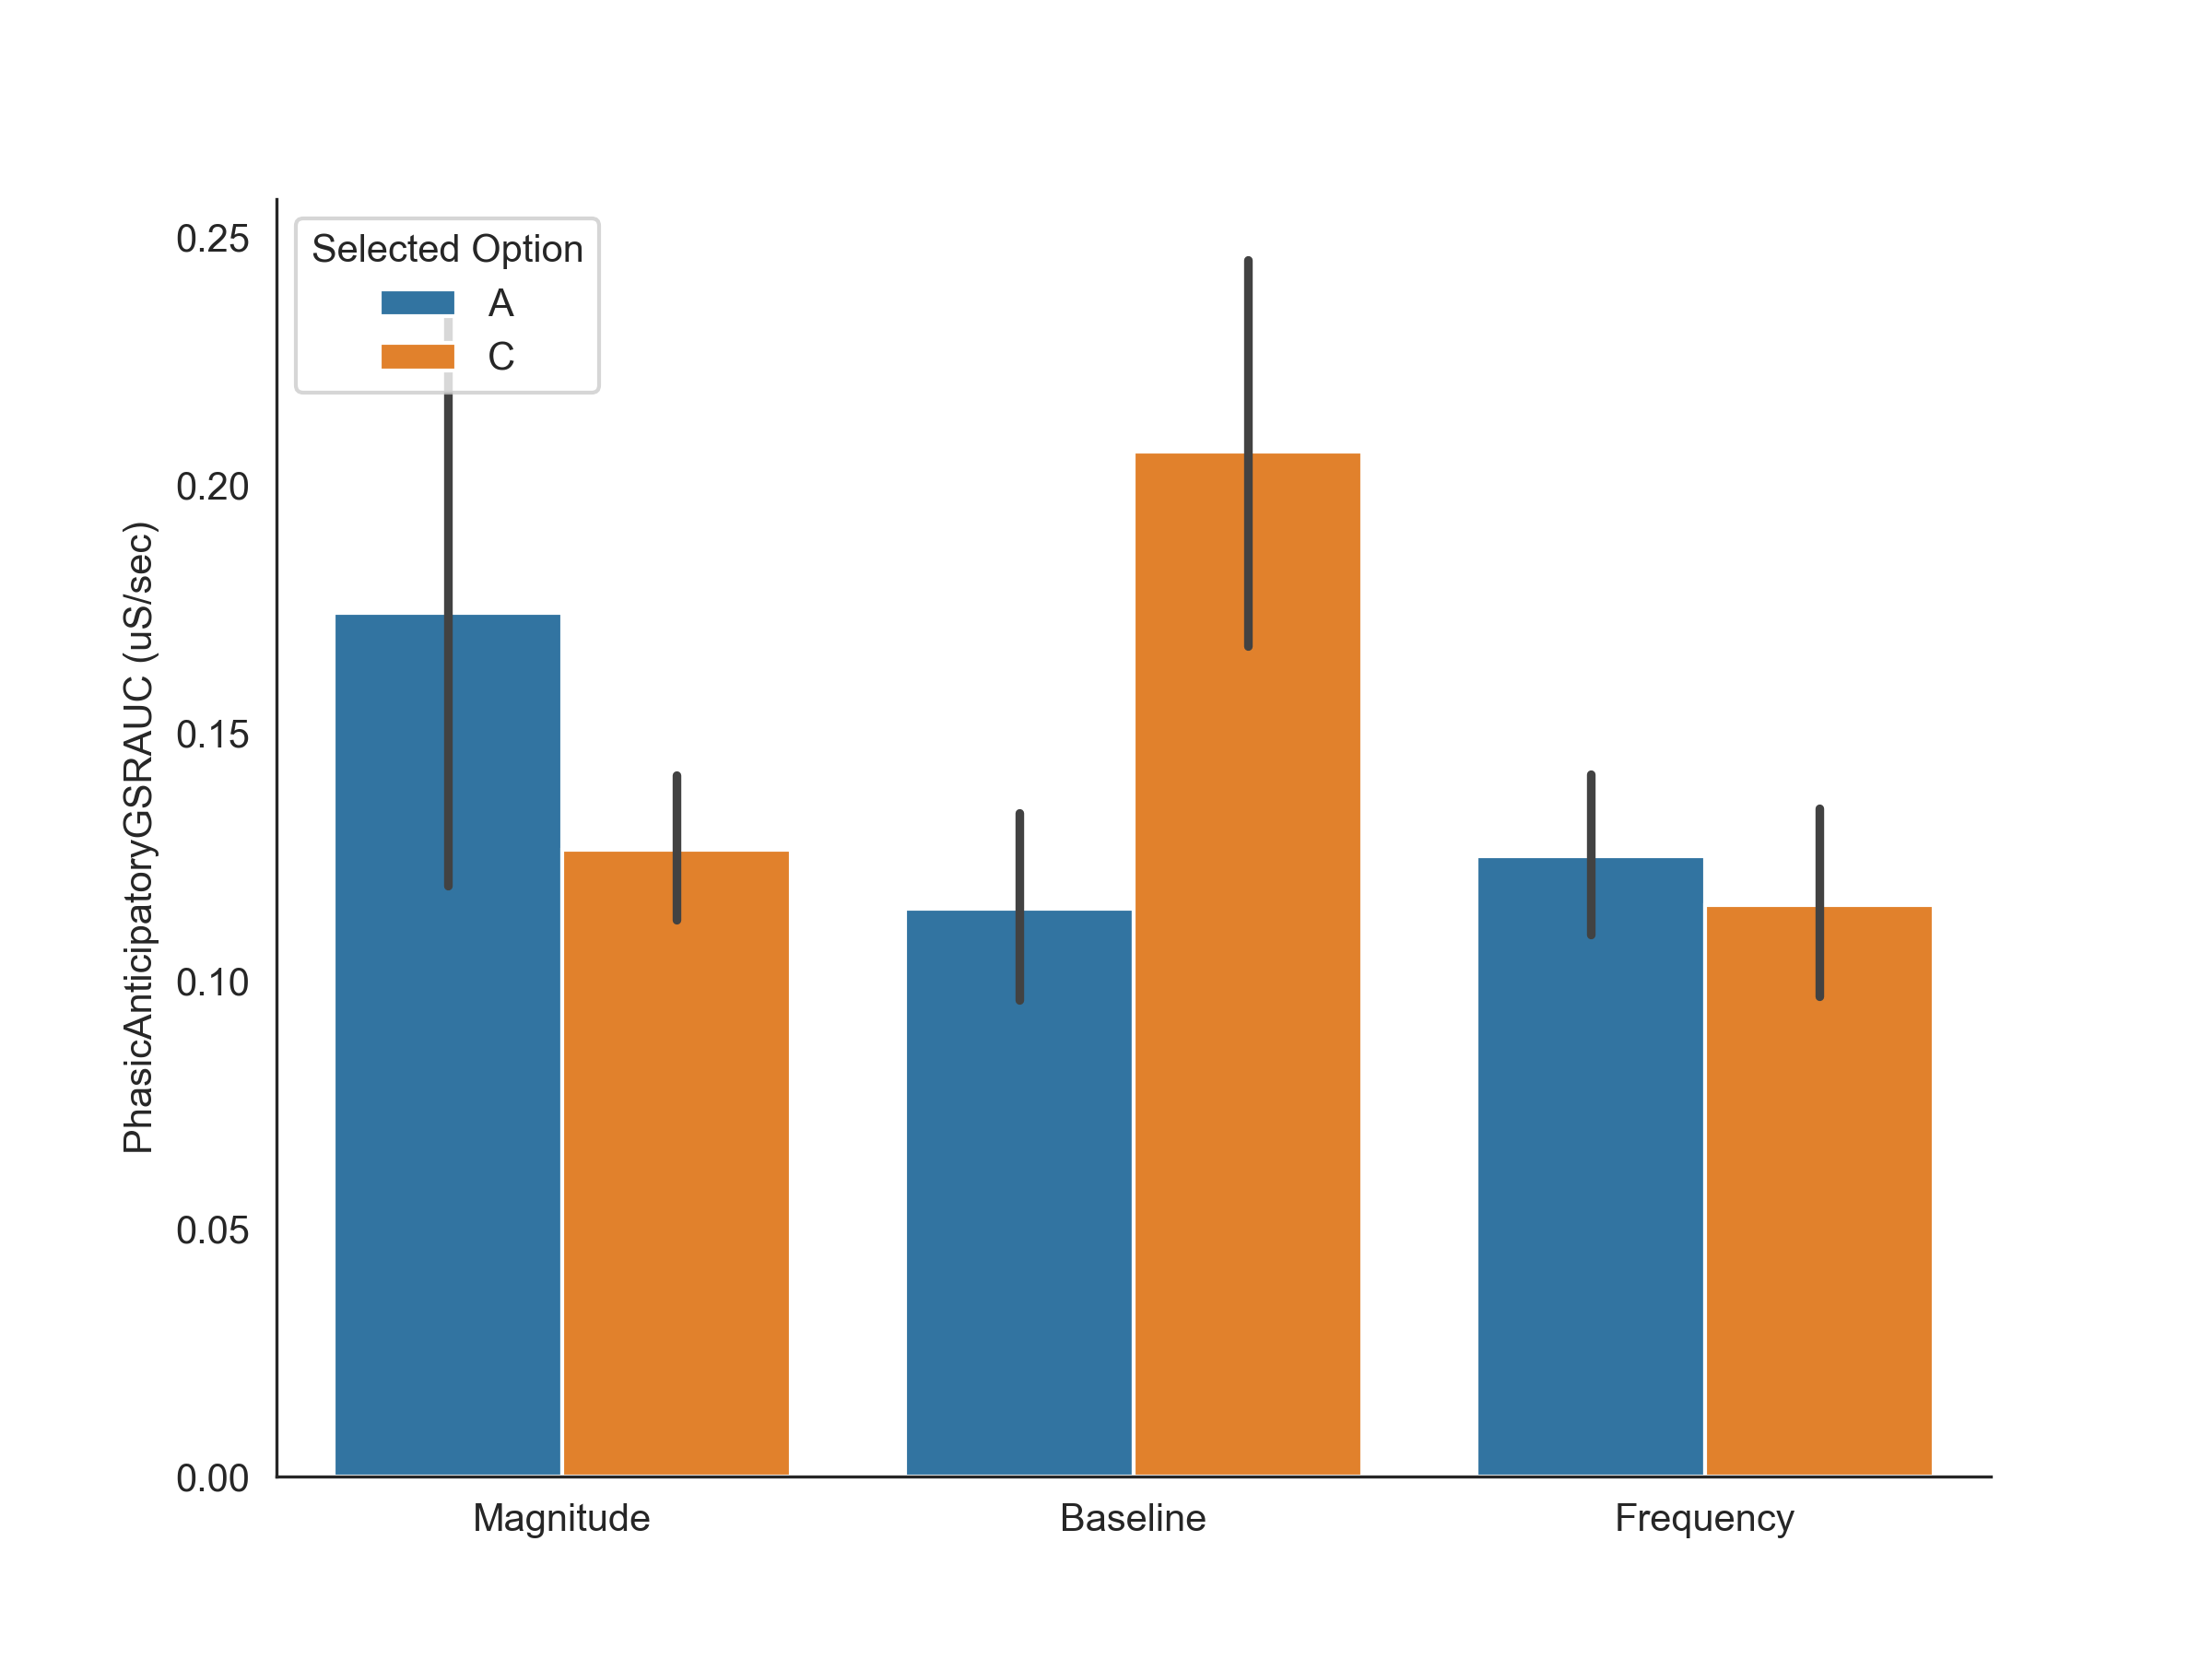 PhasicAnticipatoryGSRAUC (uS/sec)
0.25
0.20
0.15
0.10
0.05
0.00
Selected Option
A
C
Magnitude
Baseline
Frequency